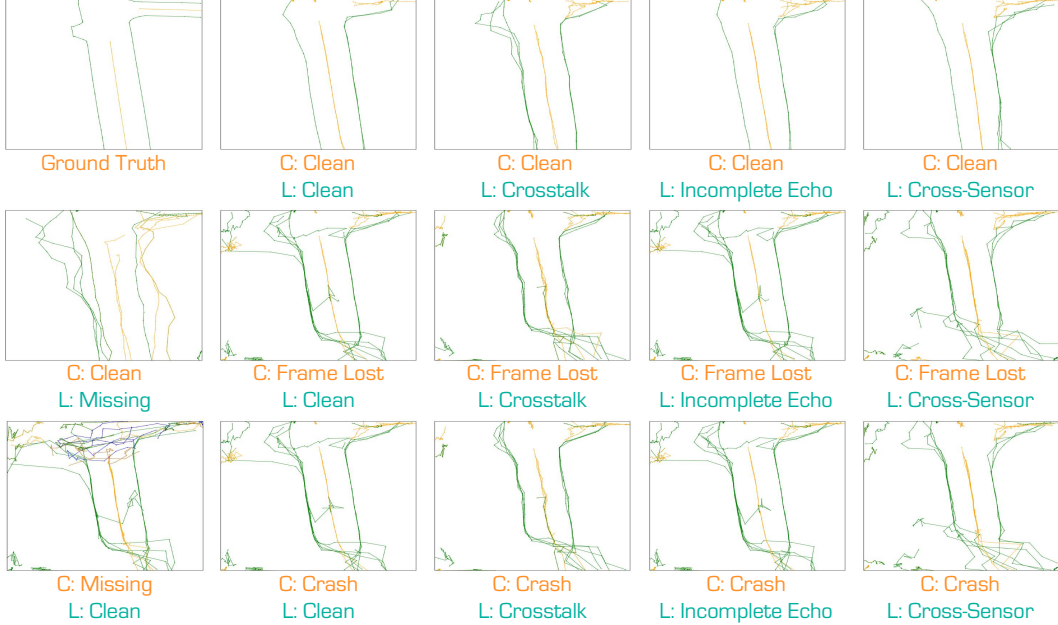 Ground Truth
C: Clean
C: Clean
C: Clean
C: Clean
L: Clean
L: Crosstalk
L: Incomplete Echo
L: Cross-Sensor
C: Clean
C: Frame Lost
C: Frame Lost
C: Frame Lost
C: Frame Lost
L: Missing
L: Clean
L: Crosstalk
L: Incomplete Echo
L: Cross-Sensor
C: Missing
C: Crash
C: Crash
C: Crash
C: Crash
L: Clean
L: Clean
L: Crosstalk
L: Incomplete Echo
L: Cross-Sensor